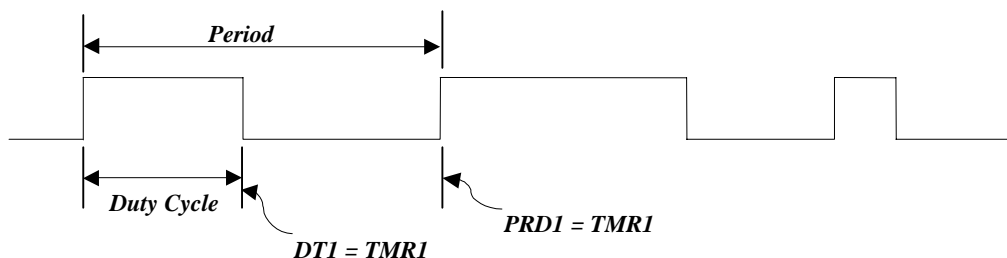 Period
Duty Cycle
DT1 = TMR1
PRD1 = TMR1